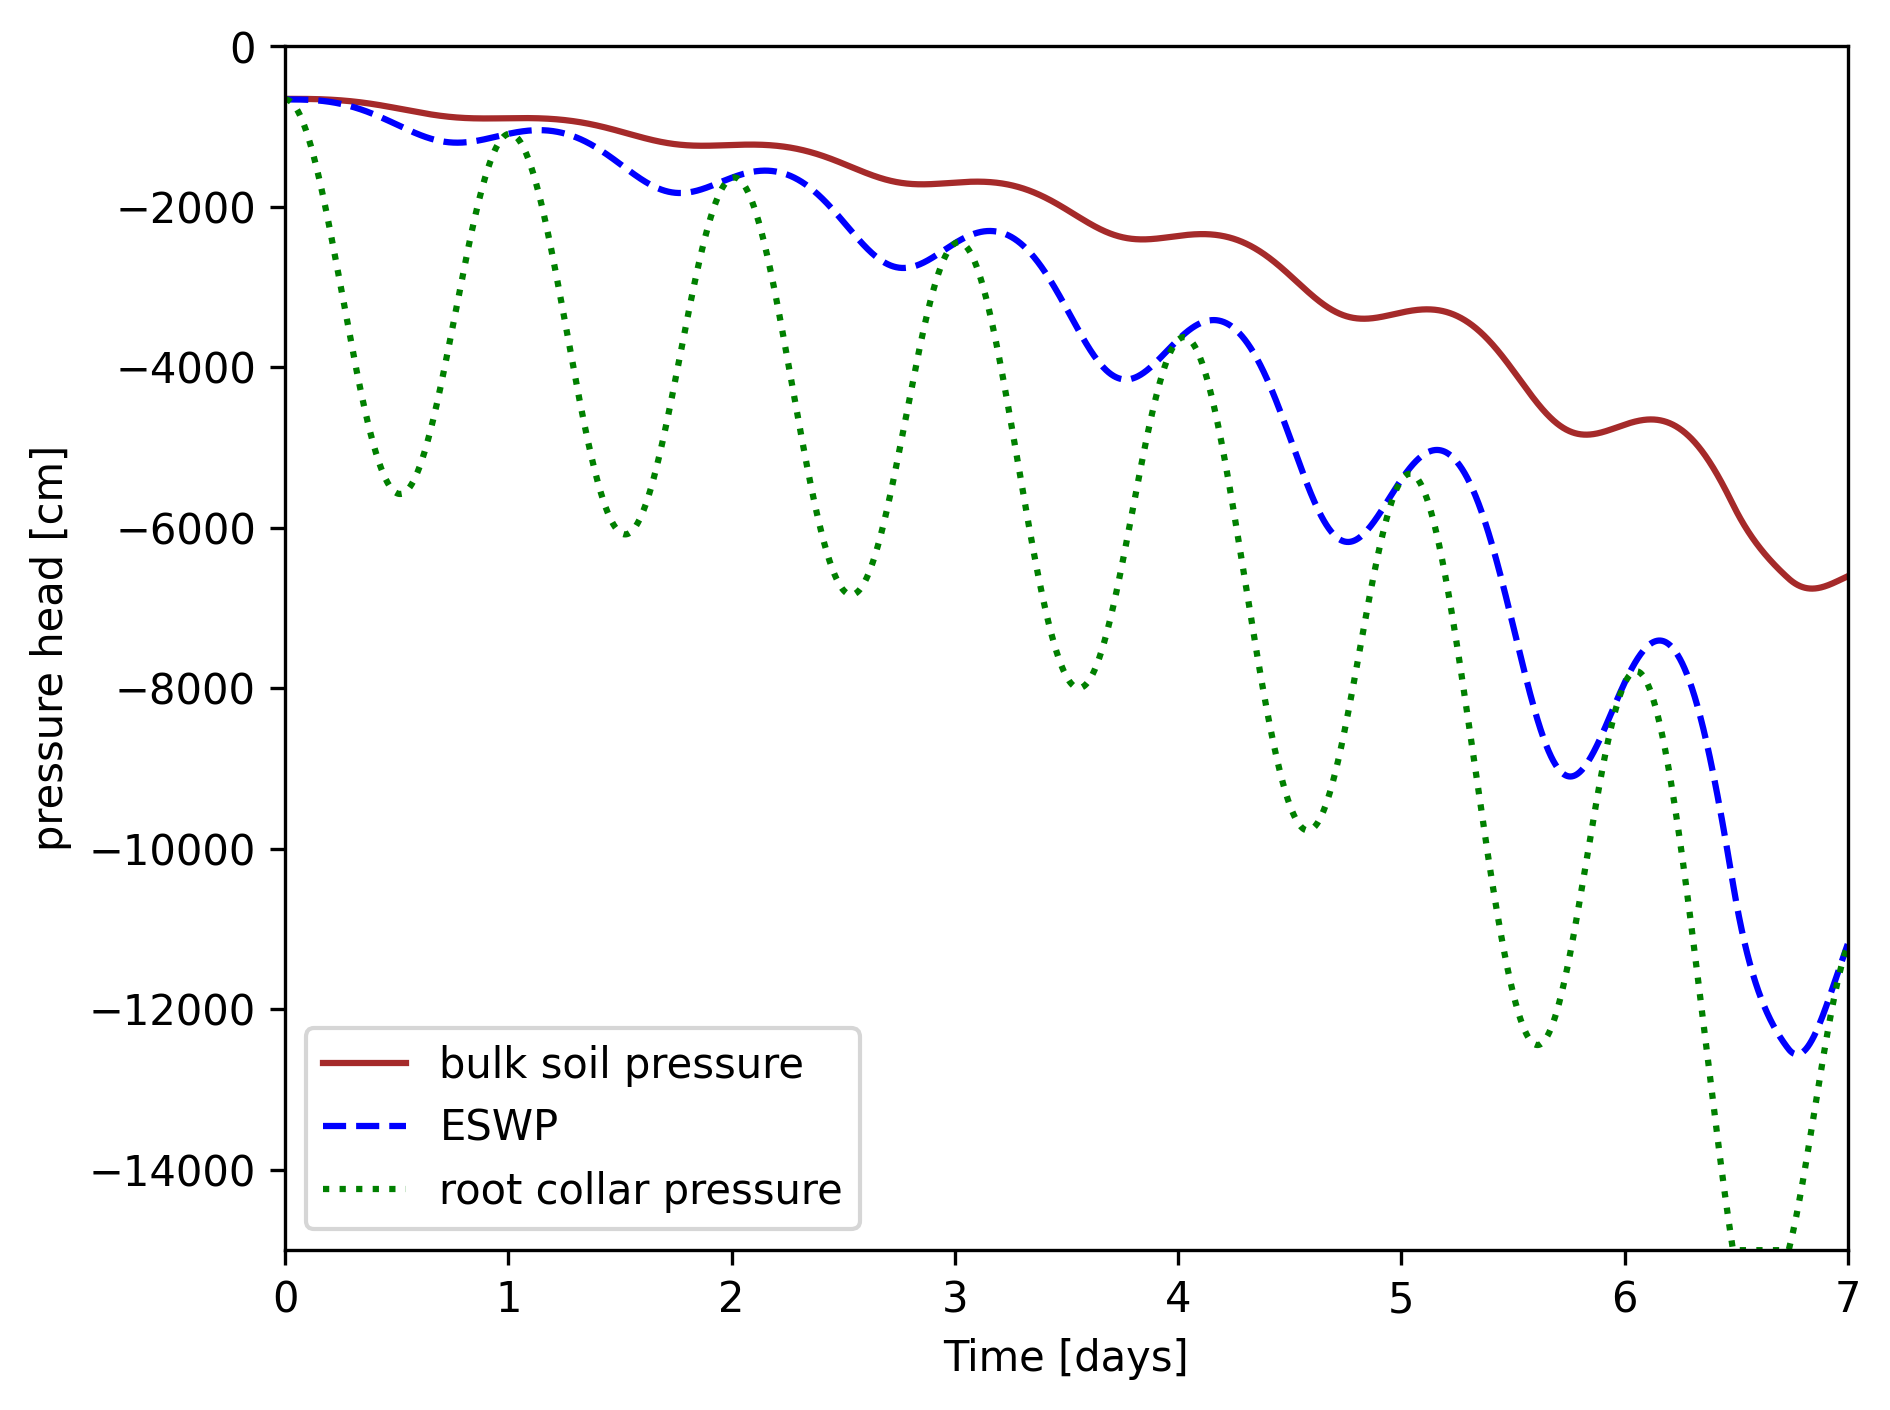 0
−2000
−4000
−6000
−8000
−10000
−12000
−14000
pressure head [cm]
bulk soil pressure
ESWP
root collar pressure
0 1 2 3 4 5 6 7
Time [days]